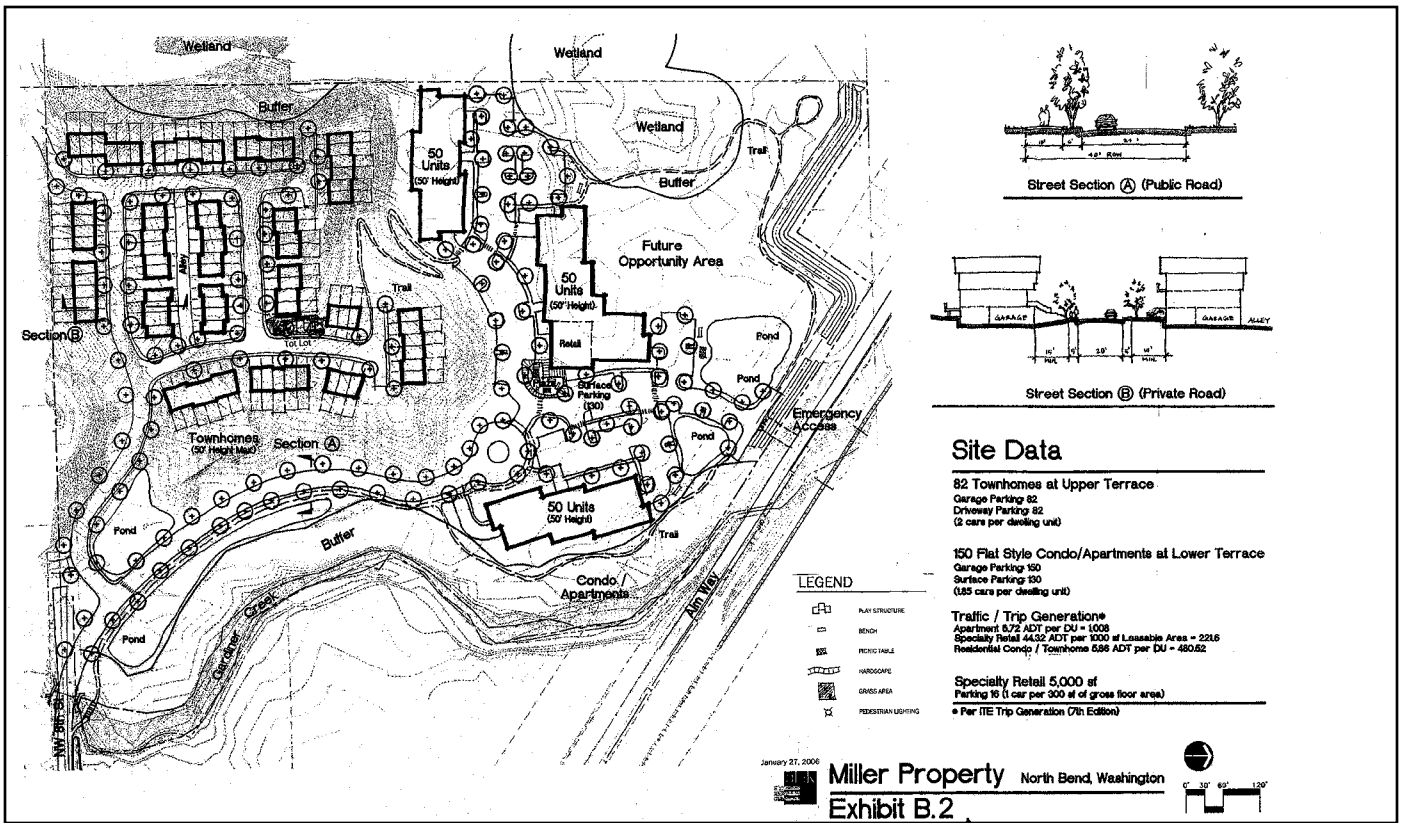 Wetland
Wetland
Buffer
50
Units
(50' Height)
Wetland
Trail
Buffer
Future
Opportunity Area
50
Units
(50' Height)
Alley
Trail
Section Ⓑ
Tot Lot
Retail
Pond
Pond
Plaza
Surface
Parking
(130)
Emergency
Access
Townhomes
(50' Height Max)
Section Ⓐ
Pond
50 Units
(50' Height)
Trail
Pond
Buffer
Condo /
Apartments
Gardiner Creek
Alm Way
Pond
NW 8th St.
40' ROW
Street Section Ⓐ (Public Road)
GARAGE
GARAGE
ALLEY
20'
Street Section Ⓑ (Private Road)
Site Data
82 Townhomes at Upper Terrace
Garage Parking: 82
Driveway Parking: 82
(2 cars per dwelling unit)
150 Flat Style Condo/Apartments at Lower Terrace
Garage Parking: 150
Surface Parking: 130
(1.85 cars per dwelling unit)
Traffic / Trip Generation*
Apartment 6.72 ADT per DU = 1008
Specialty Retail 44.32 ADT per 1000 sf Leasable Area = 221.6
Residential Condo / Townhome 5.86 ADT per DU = 480.52
Specialty Retail 5,000 sf
Parking 16 (1 car per 300 sf of gross floor area)
* Per ITE Trip Generation (7th Edition)
LEGEND
PLAY STRUCTURE
BENCH
PICNIC TABLE
HARDSCAPE
GRASS AREA
PEDESTRIAN LIGHTING
January 27, 2006
Miller Property North Bend, Washington
Exhibit B.2
0' 30' 60' 120'